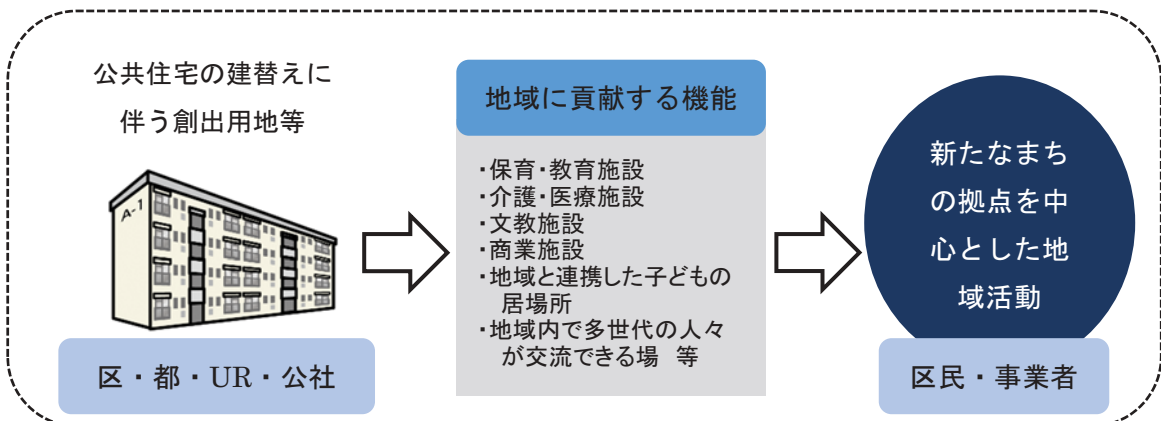 公共住宅の建替えに
伴う創出用地等
A-1
区・都・UR・公社
地域に貢献する機能
・保育・教育施設
・介護・医療施設
・文教施設
・商業施設
・地域と連携した子どもの
居場所
・地域内で多世代の人々
が交流できる場 等
新たなまち
の拠点を中
心とした地
域活動
区民・事業者